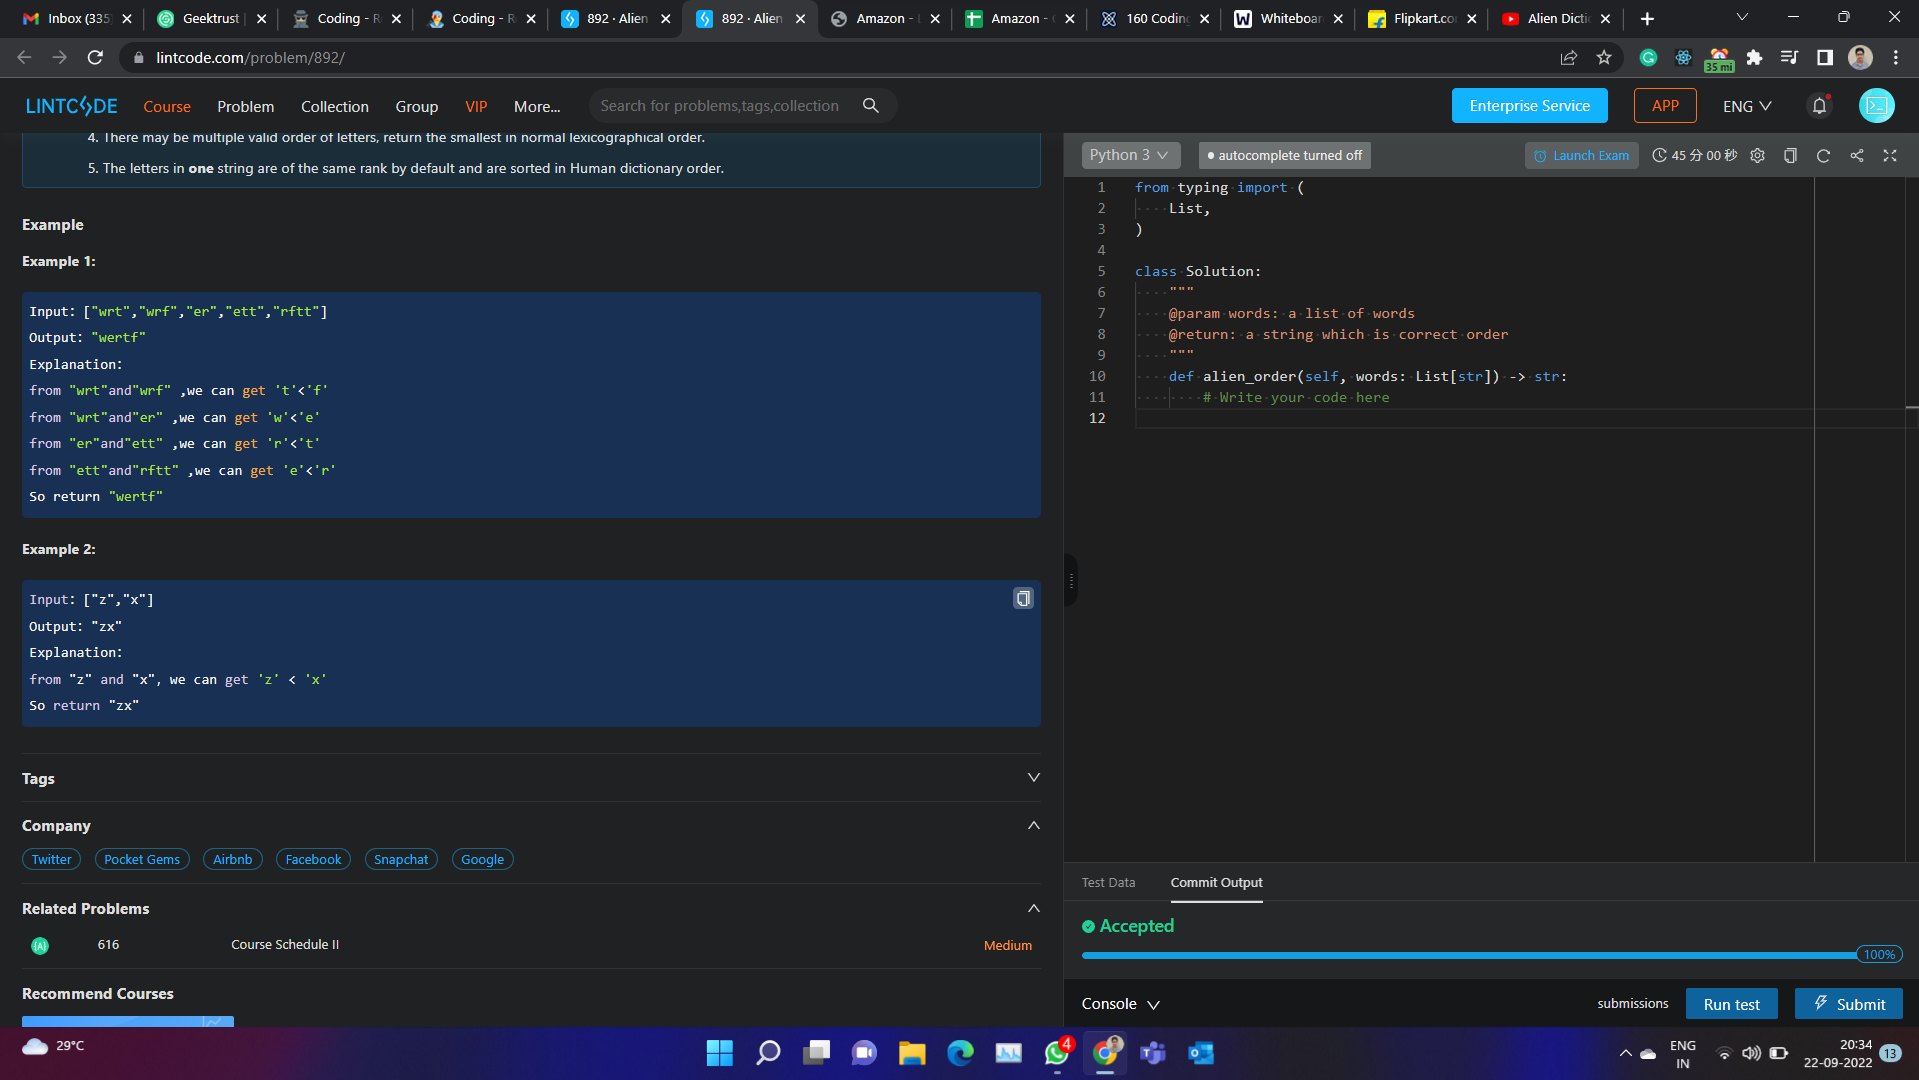 Inbox (335)
Geektrust
Coding - R
Coding - R
892 · Alien
892 · Alien
Amazon -
Amazon -
160 Coding
Whiteboar
Flipkart.co
Alien Dicti
lintcode.com/problem/892/
35 mi
LINTCODE
Course
Problem
Collection
Group
VIP
More...
Search for problems,tags,collection
Enterprise Service
APP
ENG
4. There may be multiple valid order of letters, return the smallest in normal lexicographical order.
5. The letters in one string are of the same rank by default and are sorted in Human dictionary order.
Example
Example 1:
Input: ["wrt","wrf","er","ett","rftt"]
Output: "wertf"
Explanation:
from "wrt"and"wrf" ,we can get 't'<'f'
from "wrt"and"er" ,we can get 'w'<'e'
from "er"and"ett" ,we can get 'r'<'t'
from "ett"and"rftt" ,we can get 'e'<'r'
So return "wertf"
Example 2:
Input: ["z","x"]
Output: "zx"
Explanation:
from "z" and "x", we can get 'z' < 'x'
So return "zx"
Tags
Company
Twitter
Pocket Gems
Airbnb
Facebook
Snapchat
Google
Related Problems
616
Course Schedule II
Medium
Recommend Courses
Python 3
autocomplete turned off
Launch Exam
45 分 00 秒
1 from typing import (
2 List,
3 )
4
5 class Solution:
6 """
7 @param words: a list of words
8 @return: a string which is correct order
9 """
10 def alien_order(self, words: List[str]) -> str:
11 # Write your code here
12
Test Data
Commit Output
Accepted
100%
Console
submissions
Run test
Submit
29°C
4
ENG
IN
20:34
22-09-2022
13